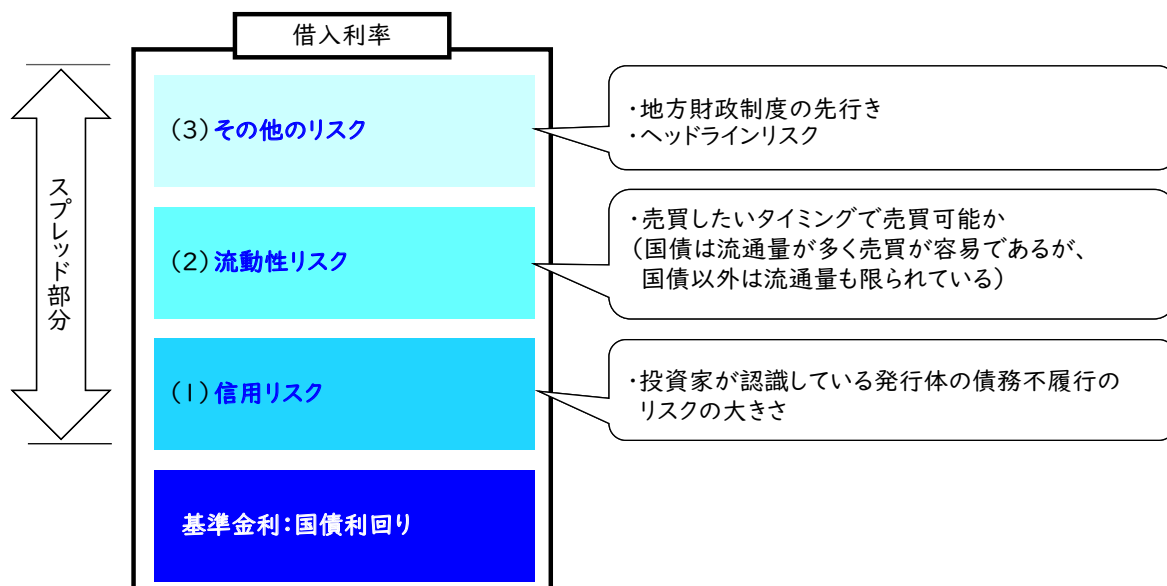 借入利率
スプレッド部分
(3)その他のリスク
・地方財政制度の先行き
・ヘッドラインリスク
(2)流動性リスク
・売買したいタイミングで売買可能か
(国債は流通量が多く売買が容易であるが、
国債以外は流通量も限られている)
(1)信用リスク
・投資家が認識している発行体の債務不履行の
リスクの大きさ
基準金利:国債利回り